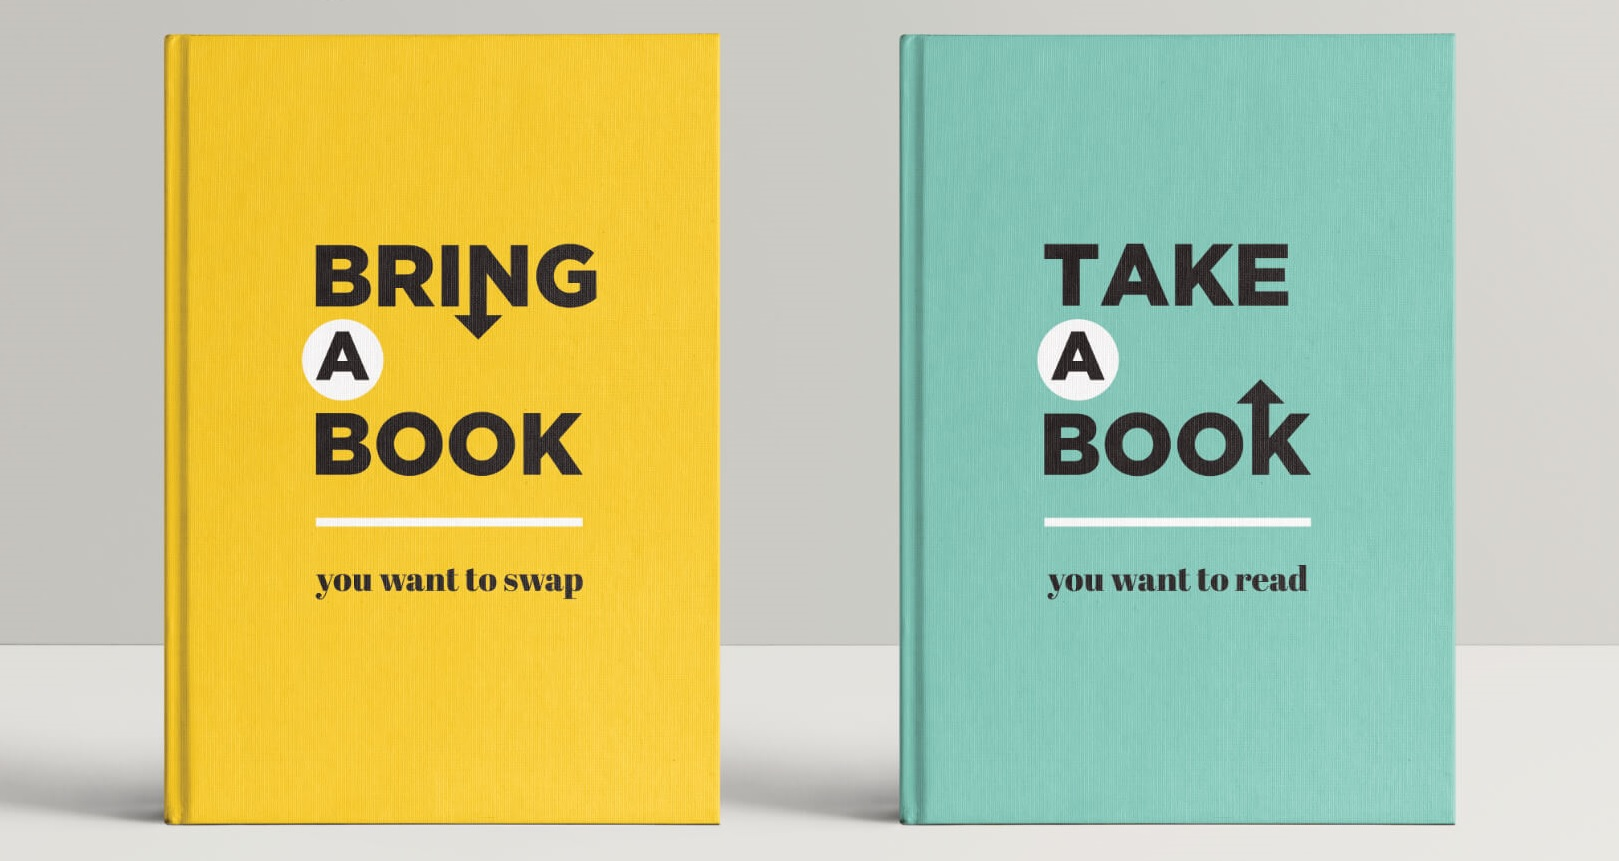 BRING
A
BOOK
you want to swap
TAKE
A
BOOK
you want to read